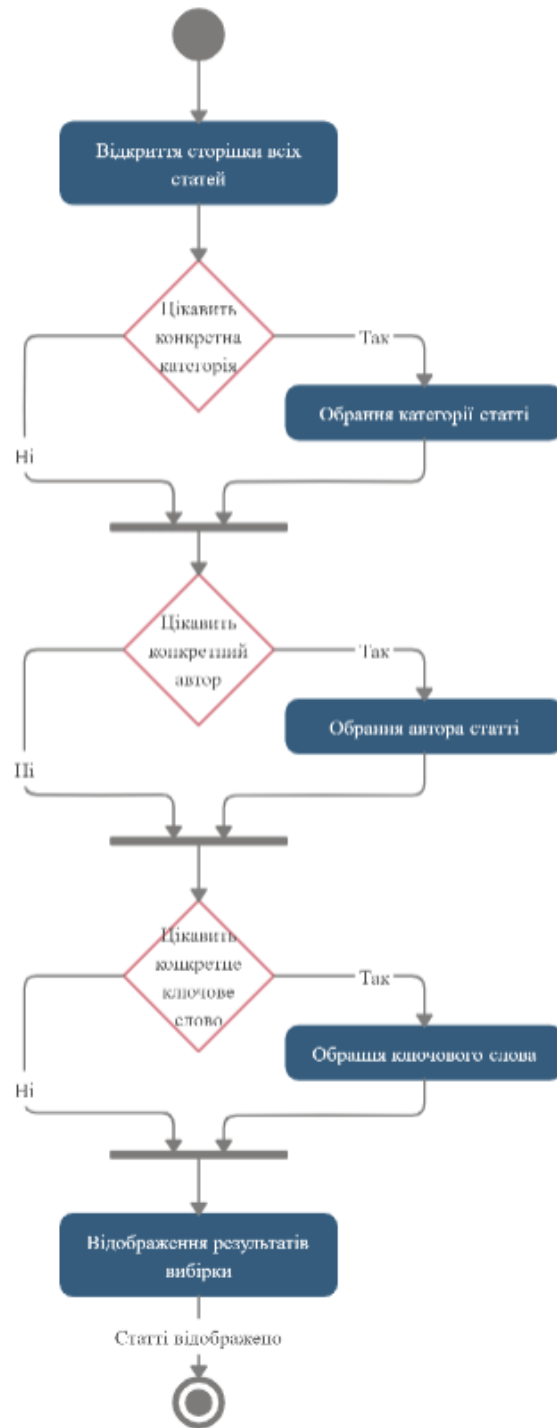 Відкриття сторінки всіх
статей
Цікавить
конкретна
категорія
Так
Обрання категорії статті
Ні
Цікавить
конкретний
автор
Так
Обрання автора статті
Ні
Цікавить
конкретне
ключове
слово
Так
Обрання ключового слова
Ні
Відображення результатів
вибірки
Статті відображено